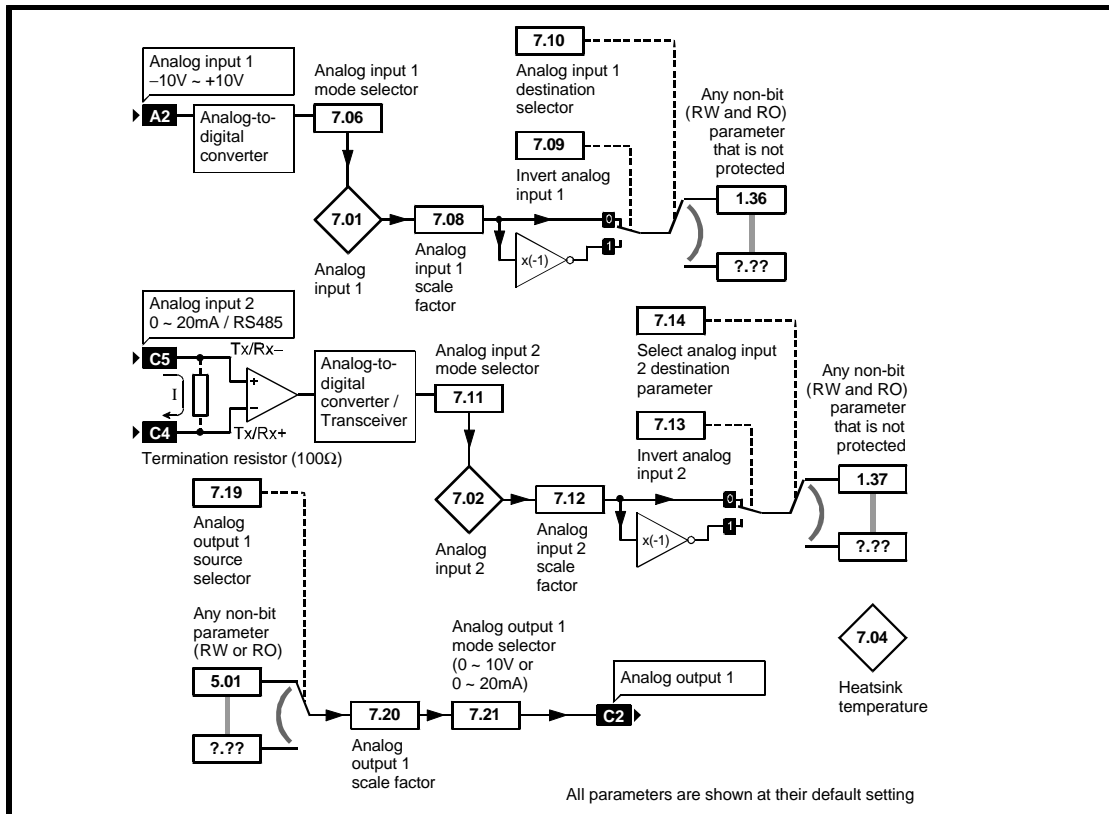 7.10
Analog input 1
destination
selector
Analog input 1
–10V ~ +10V
Analog input 1
mode selector
A2
Analog-to-
digital
converter
7.06
7.09
Invert analog
input 1
Any non-bit
(RW and RO)
parameter
that is not
protected
7.01
Analog
input 1
7.08
Analog
input 1
scale
factor
x(-1)
0
1
1.36
?.??
Analog input 2
0 ~ 20mA / RS485
C5
Tx/Rx–
I
+
–
C4
Tx/Rx+
Termination resistor (100Ω)
Analog-to-
digital
converter /
Transceiver
Analog input 2
mode selector
7.11
7.14
Select analog input
2 destination
parameter
7.13
Invert analog
input 2
Any non-bit
(RW and RO)
parameter
that is not
protected
7.02
Analog
input 2
7.12
Analog
input 2
scale
factor
x(-1)
0
1
1.37
?.??
7.19
Analog
output 1
source
selector
Any non-bit
parameter
(RW or RO)
5.01
?.??
7.20
Analog
output 1
scale factor
Analog output 1
mode selector
(0 ~ 10V or
0 ~ 20mA)
7.21
Analog output 1
C2
7.04
Heatsink
temperature
All parameters are shown at their default setting